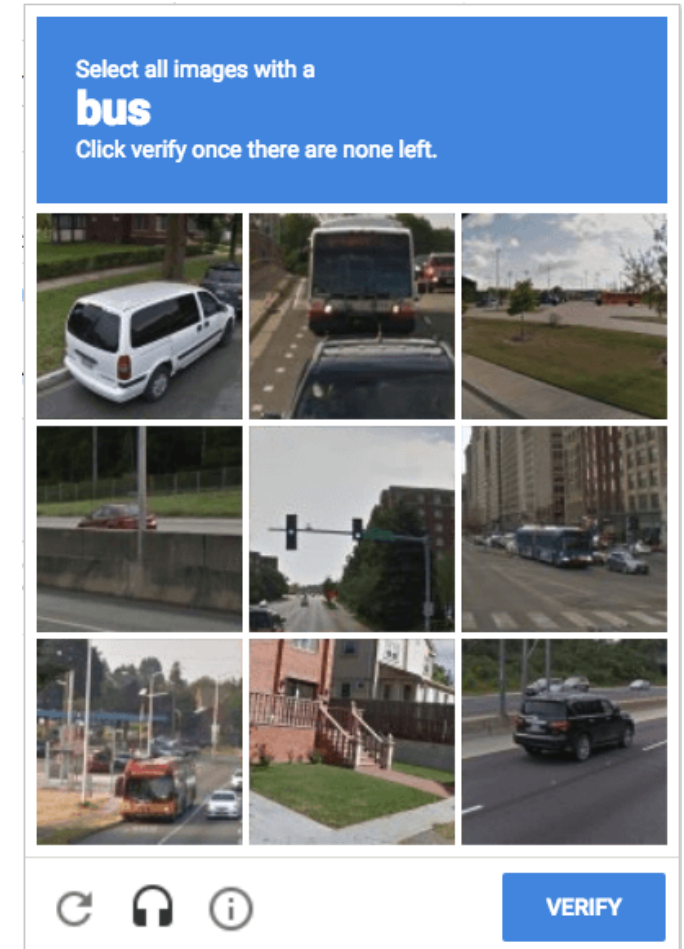 Select all images with a
bus
Click verify once there are none left.
VERIFY